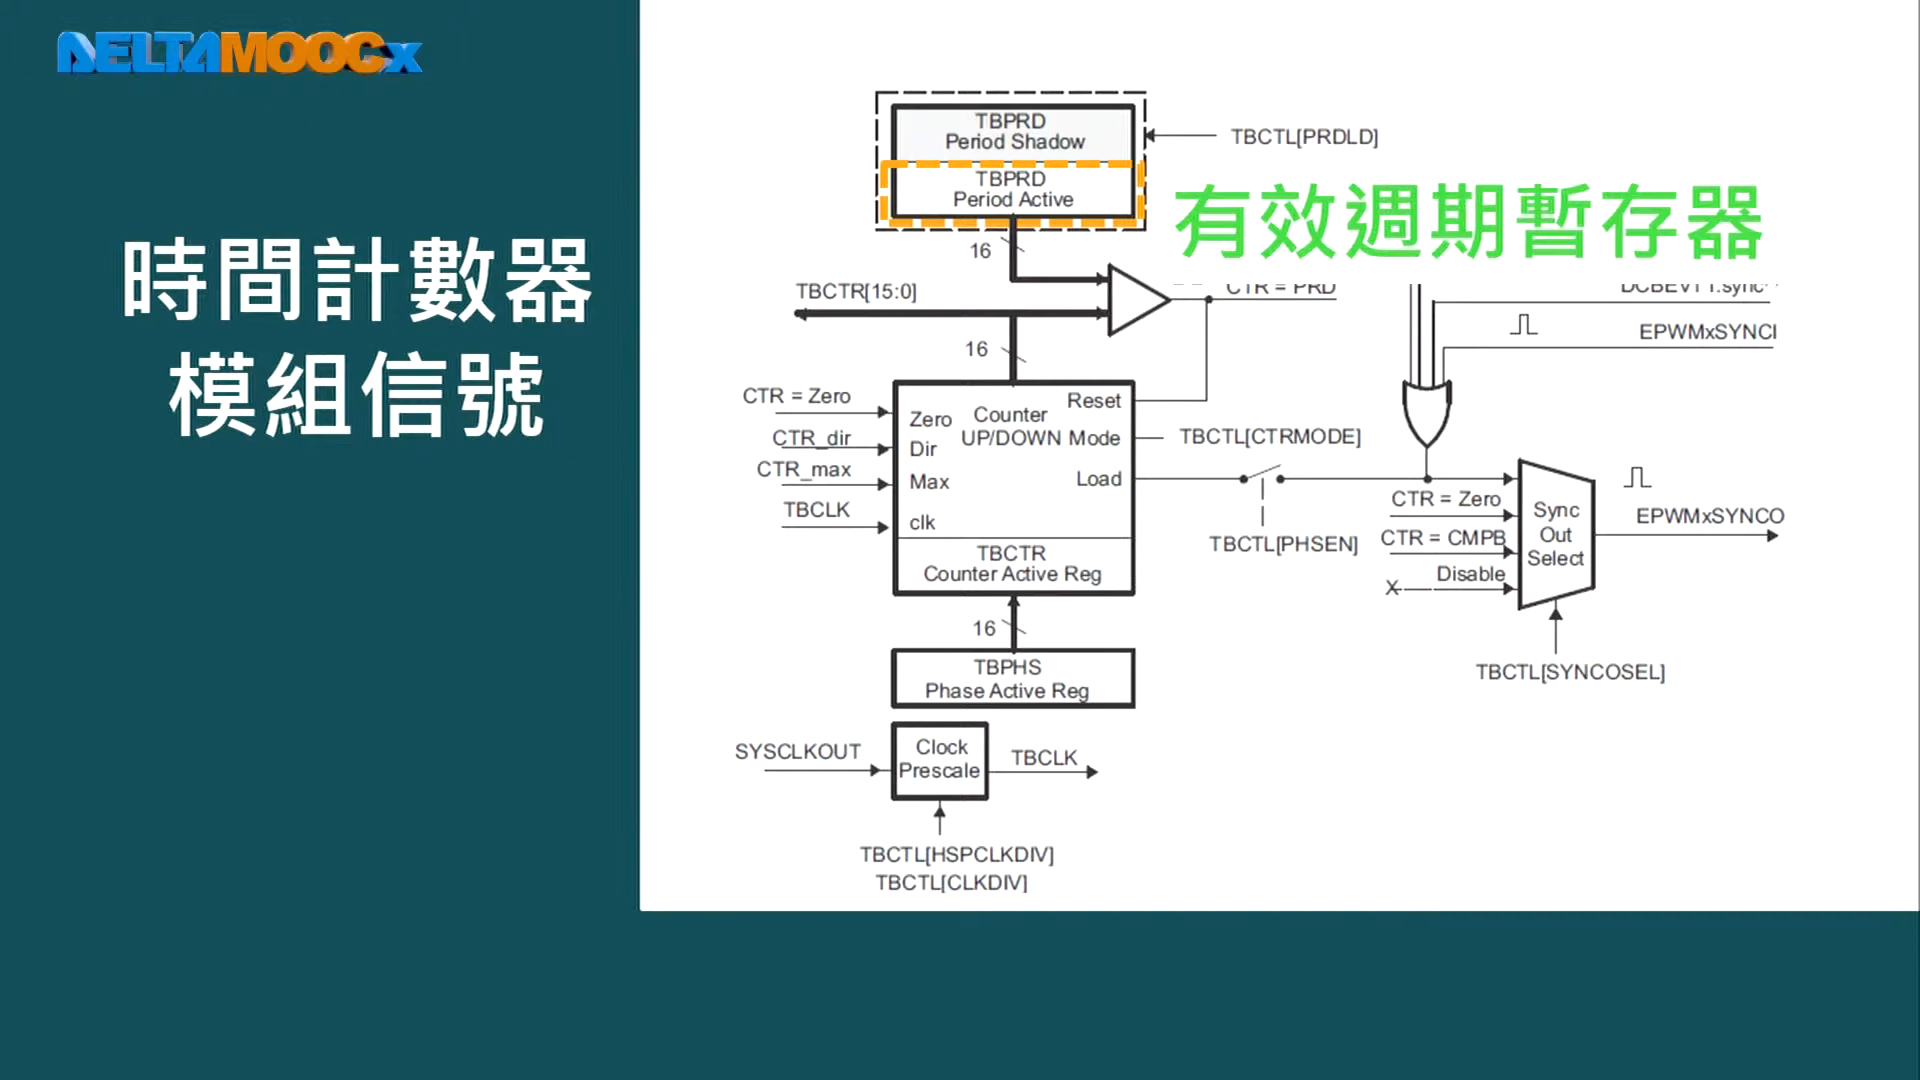 DELTAMOOCx
時間計數器
模組信號
TBPRD
Period Shadow
TBCTL[PRDLD]
TBPRD
Period Active
有效週期暫存器
16
TBCTR[15:0]
CTR = PRD
DCBEVT1.sync
EPWMxSYNCI
16
CTR = Zero
CTR_dir
CTR_max
TBCLK
Zero
Dir
Max
clk
Counter
UP/DOWN Mode
Reset
Load
TBCTL[CTRMODE]
TBCTR
Counter Active Reg
TBCTL[PHSEN]
CTR = Zero
CTR = CMPB
Disable
X
Sync
Out
Select
EPWMxSYNCO
TBCTL[SYNCOSEL]
16
TBPHS
Phase Active Reg
SYSCLKOUT
Clock
Prescale
TBCLK
TBCTL[HSPCLKDIV]
TBCTL[CLKDIV]